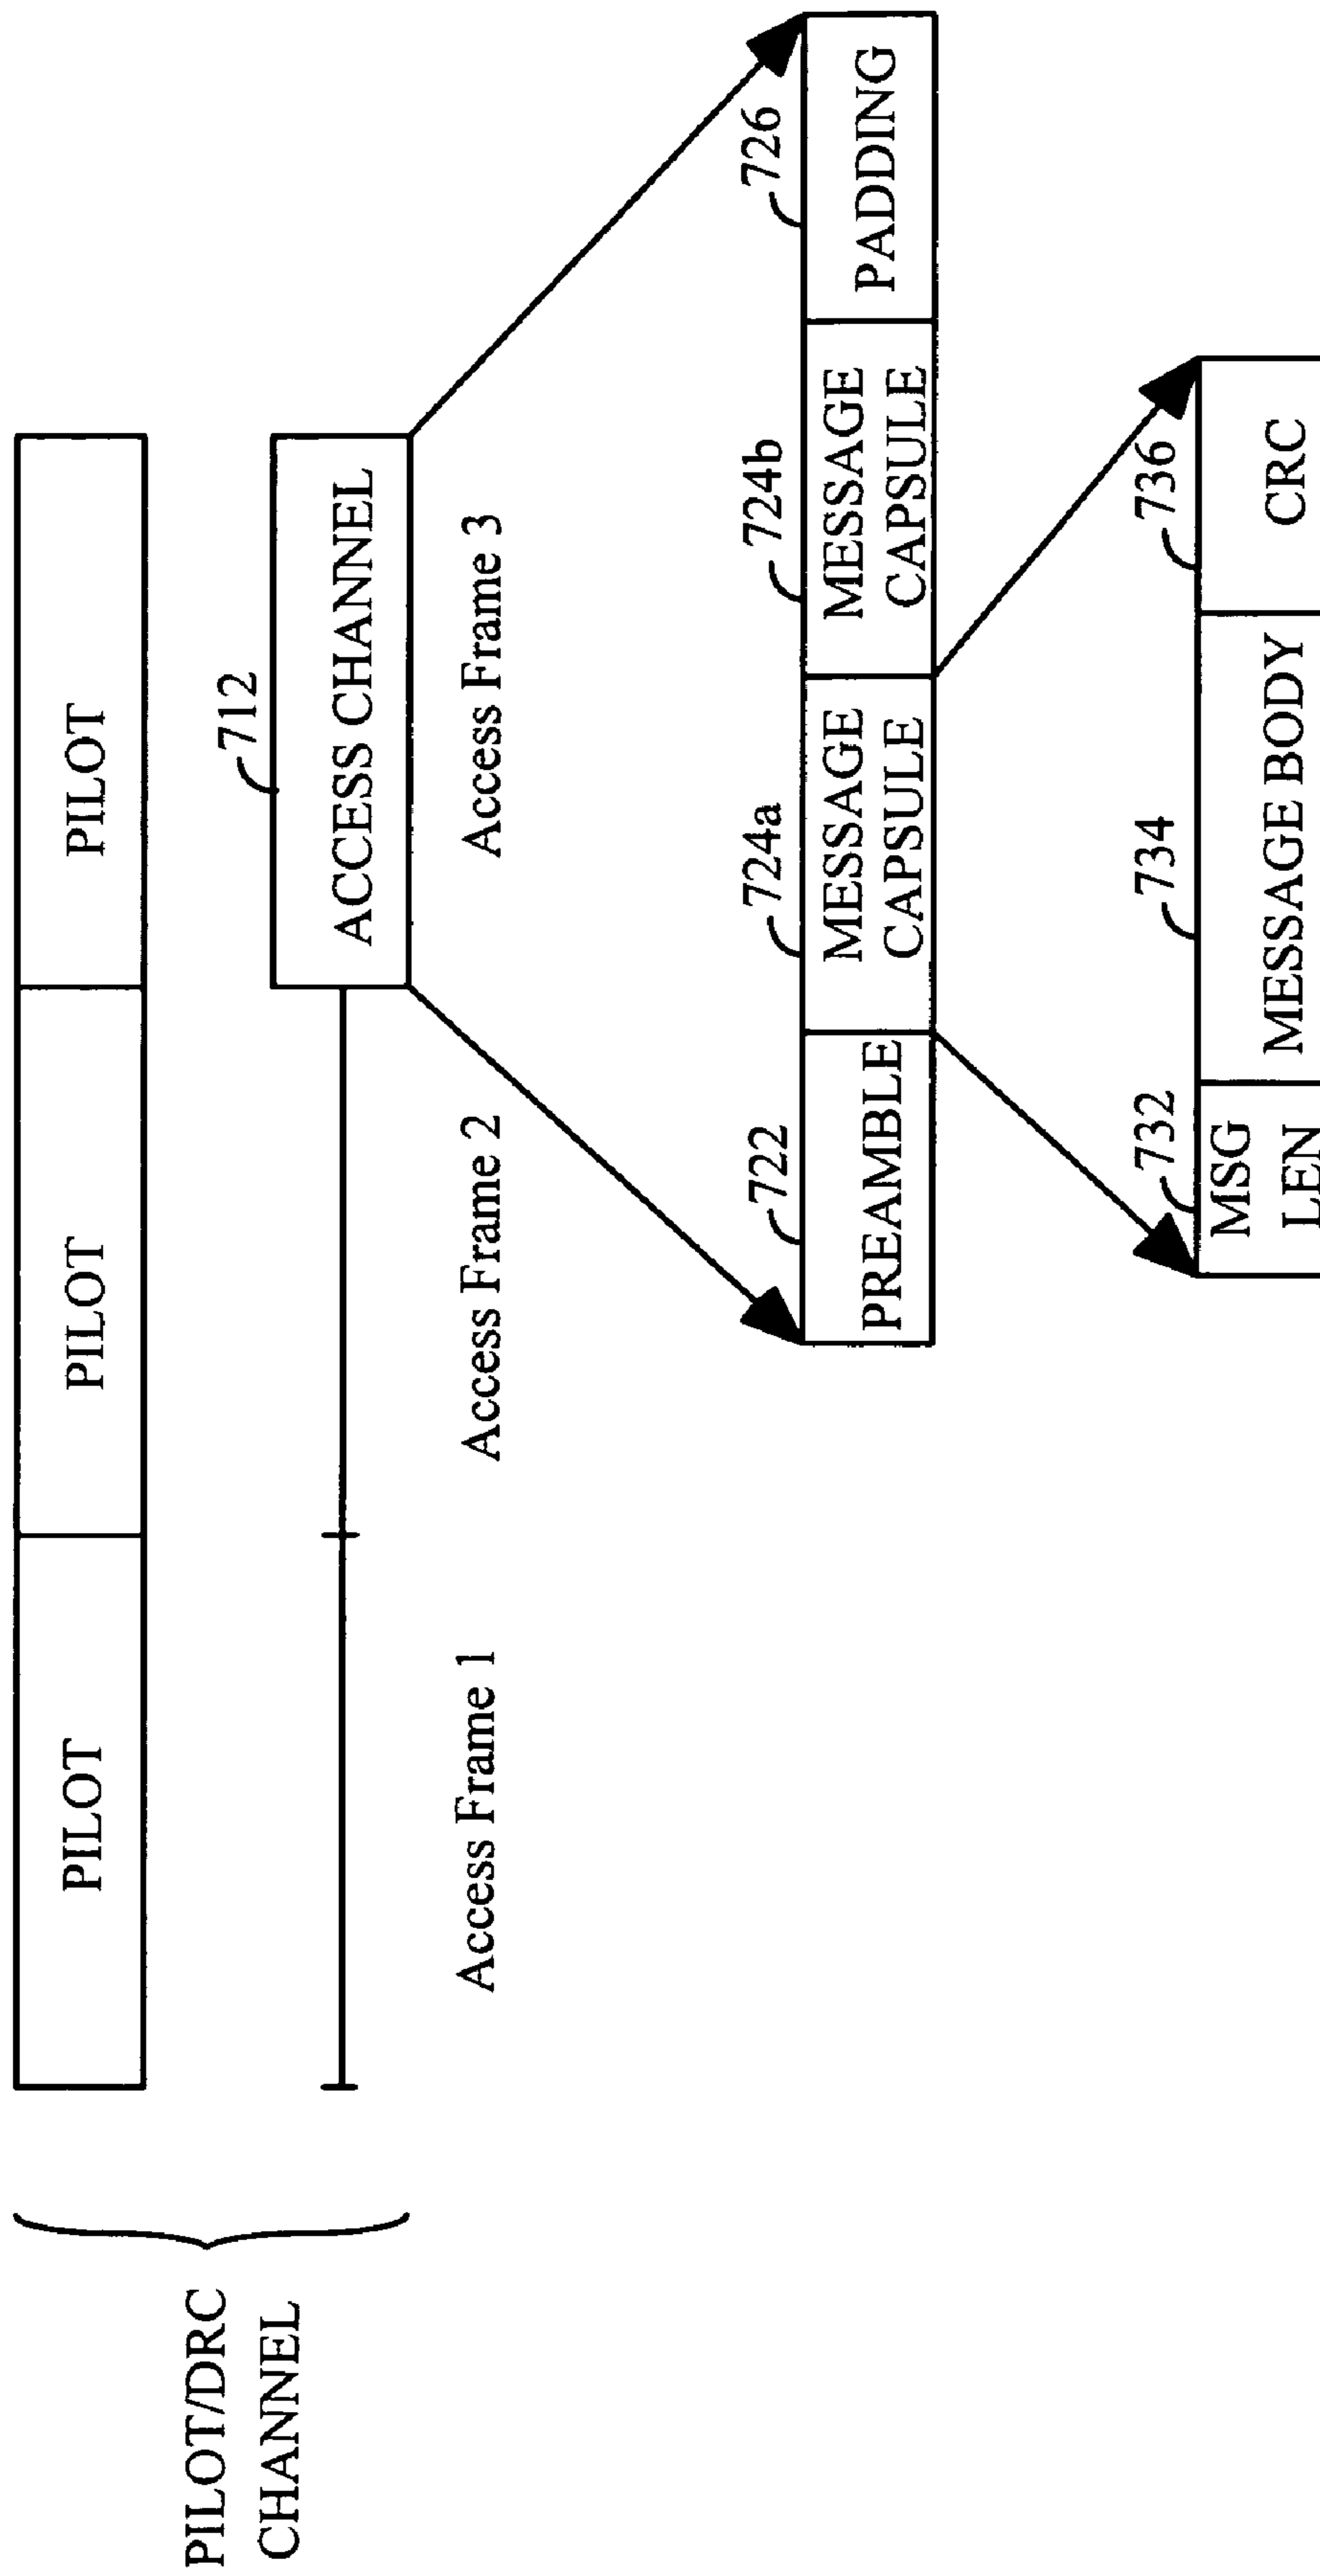 PILOT/DRC
CHANNEL
PILOT
PILOT
PILOT
712
ACCESS CHANNEL
Access Frame 1
Access Frame 2
Access Frame 3
722
724a
724b
726
PREAMBLE
MESSAGE
CAPSULE
MESSAGE
CAPSULE
PADDING
732
734
736
MSG
LEN
MESSAGE BODY
CRC